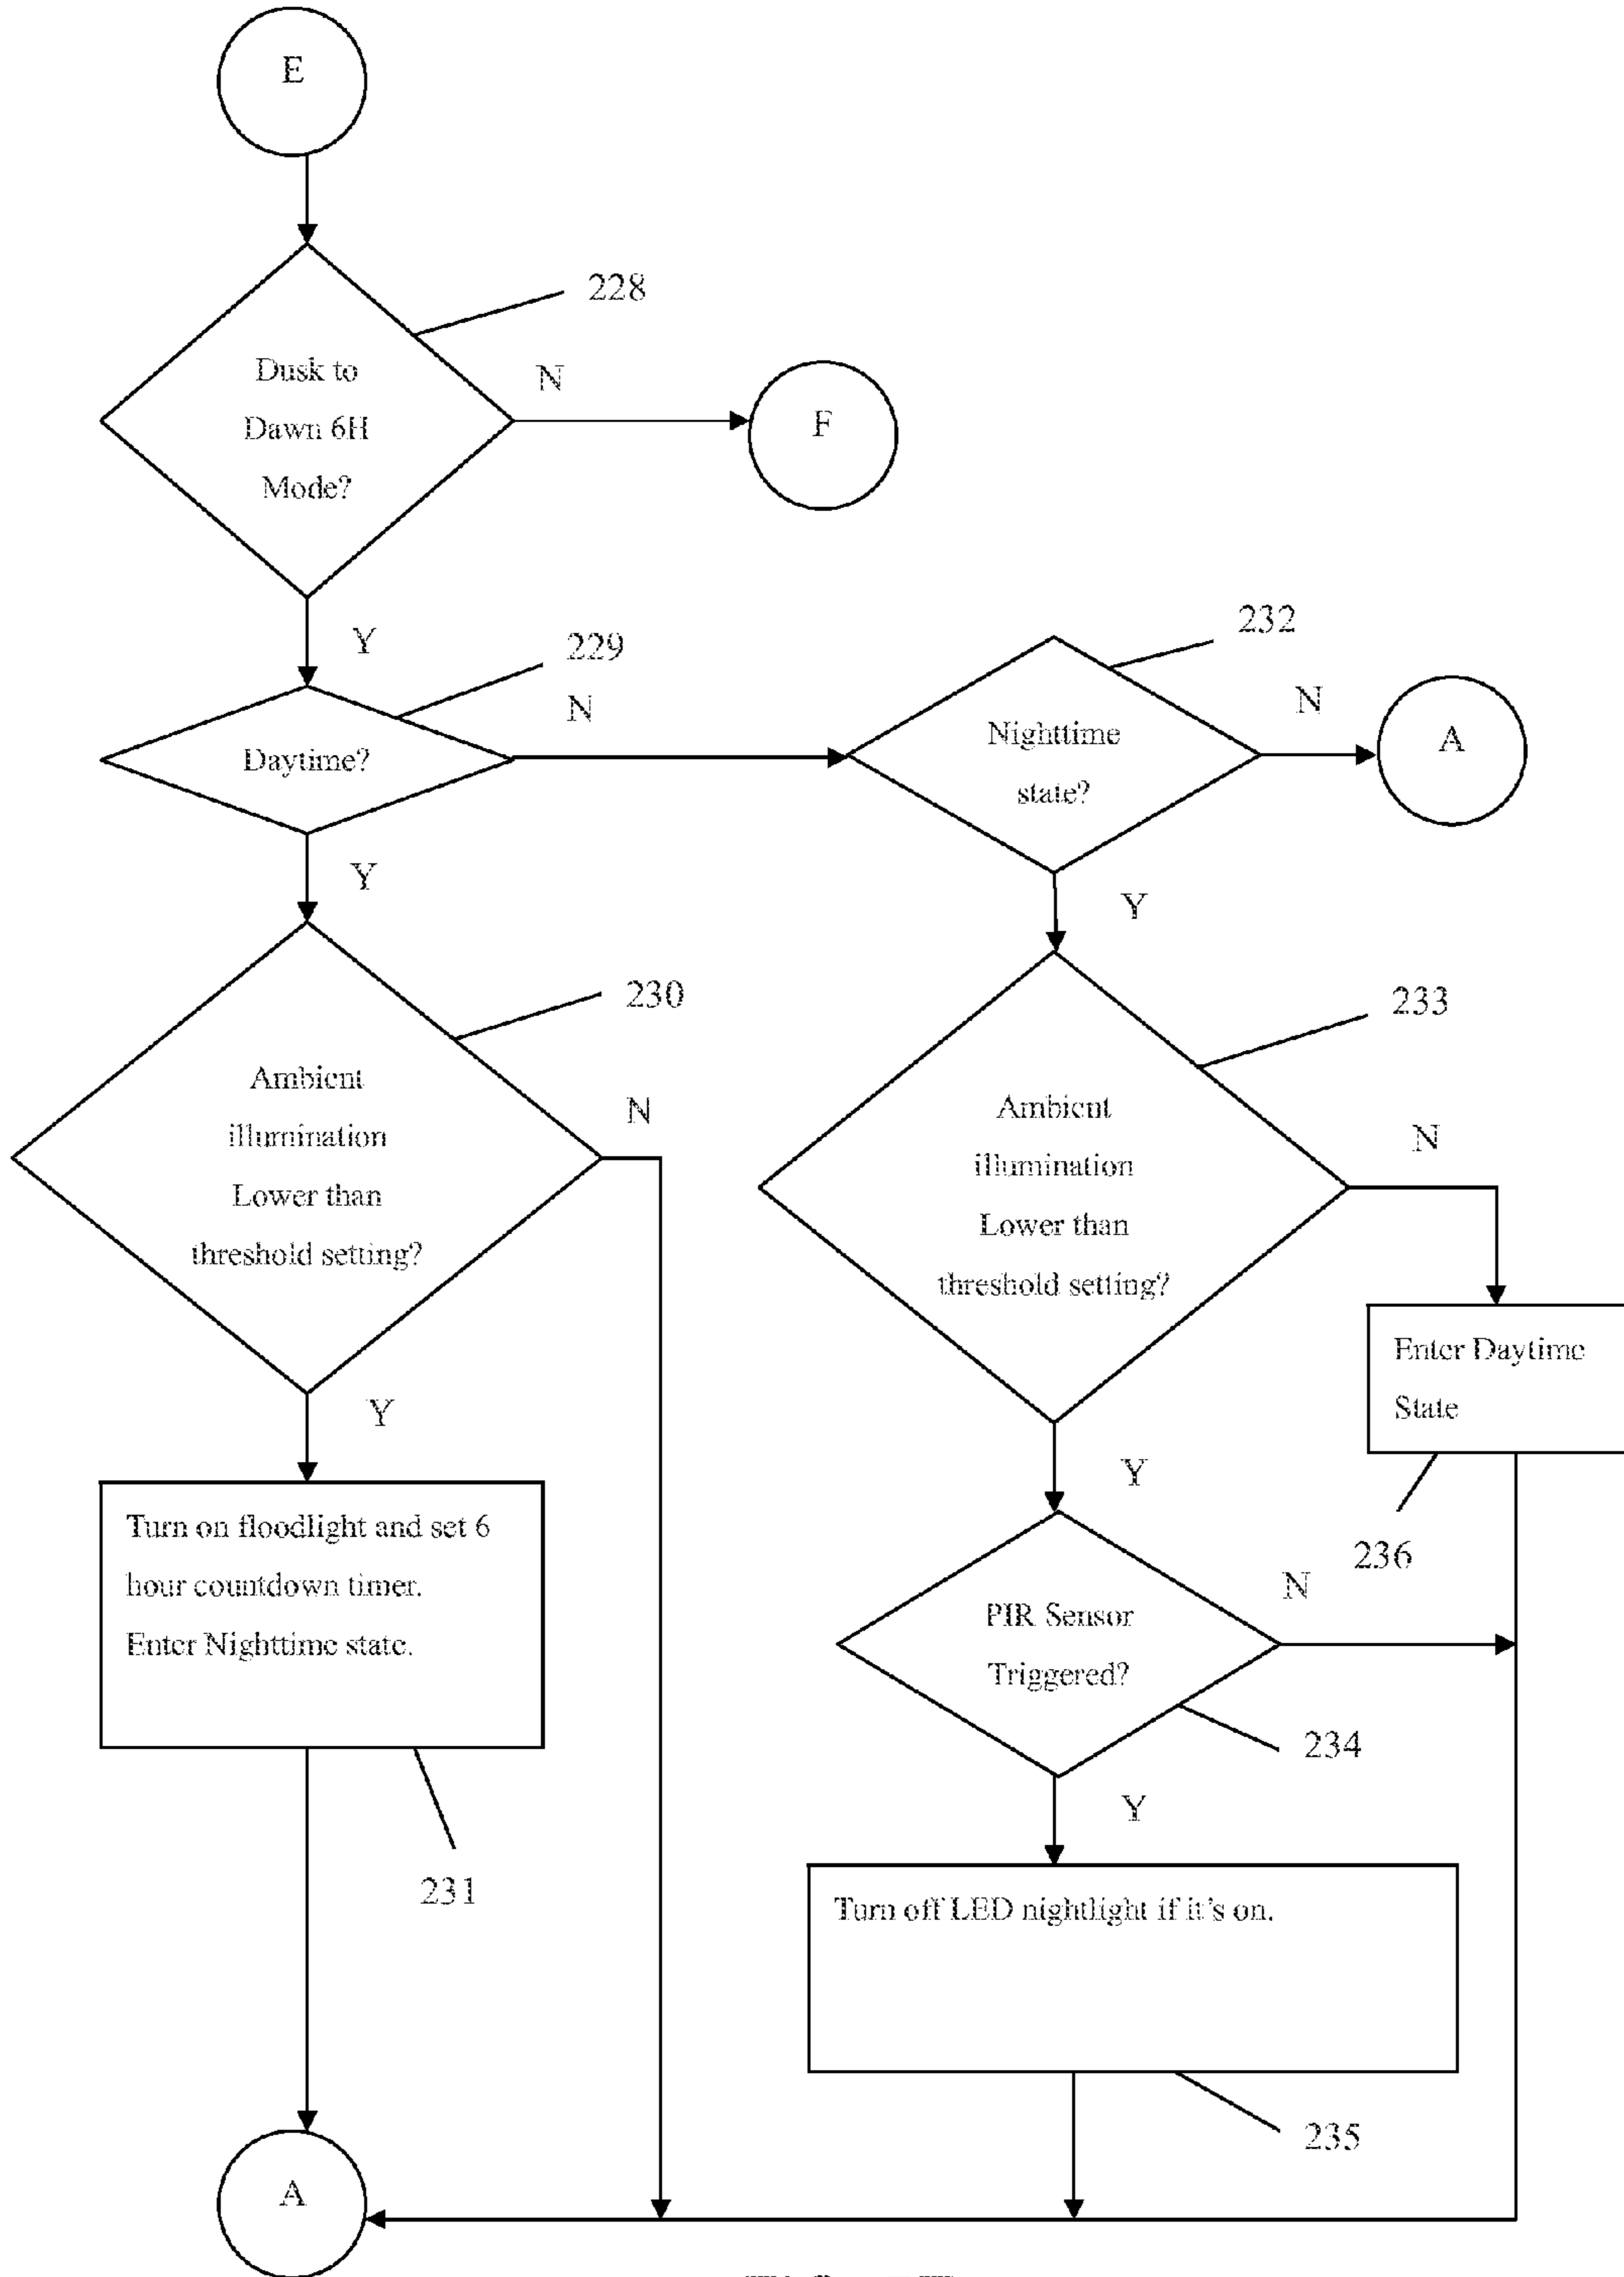 E
228
Dusk to
Dawn 6H
Mode?
N
F
Y
229
N
Daytime?
232
Nighttime
state?
N
A
Y
Y
230
Ambient
illumination
Lower than
threshold setting?
N
233
Ambient
illumination
Lower than
threshold setting?
N
Enter Daytime
State
236
Y
Turn on floodlight and set 6
hour countdown timer.
Enter Nighttime state.
231
Y
PIR Sensor
Triggered?
N
234
Y
Turn off LED nightlight if it's on.
235
A